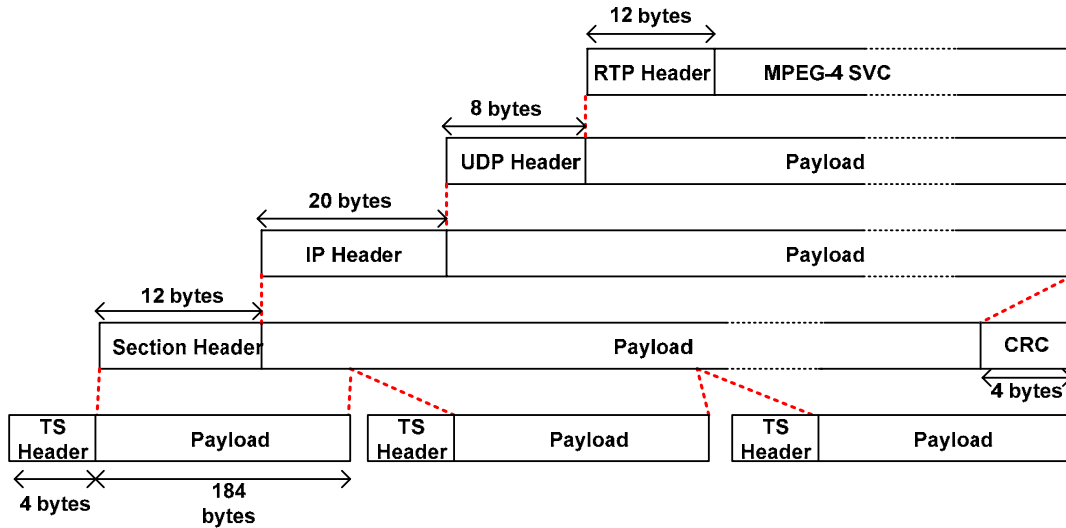 12 bytes
RTP Header
MPEG-4 SVC
8 bytes
UDP Header
Payload
20 bytes
IP Header
Payload
12 bytes
Section Header
Payload
CRC
4 bytes
TS
Header
Payload
TS
Header
Payload
TS
Header
Payload
4 bytes
184
bytes